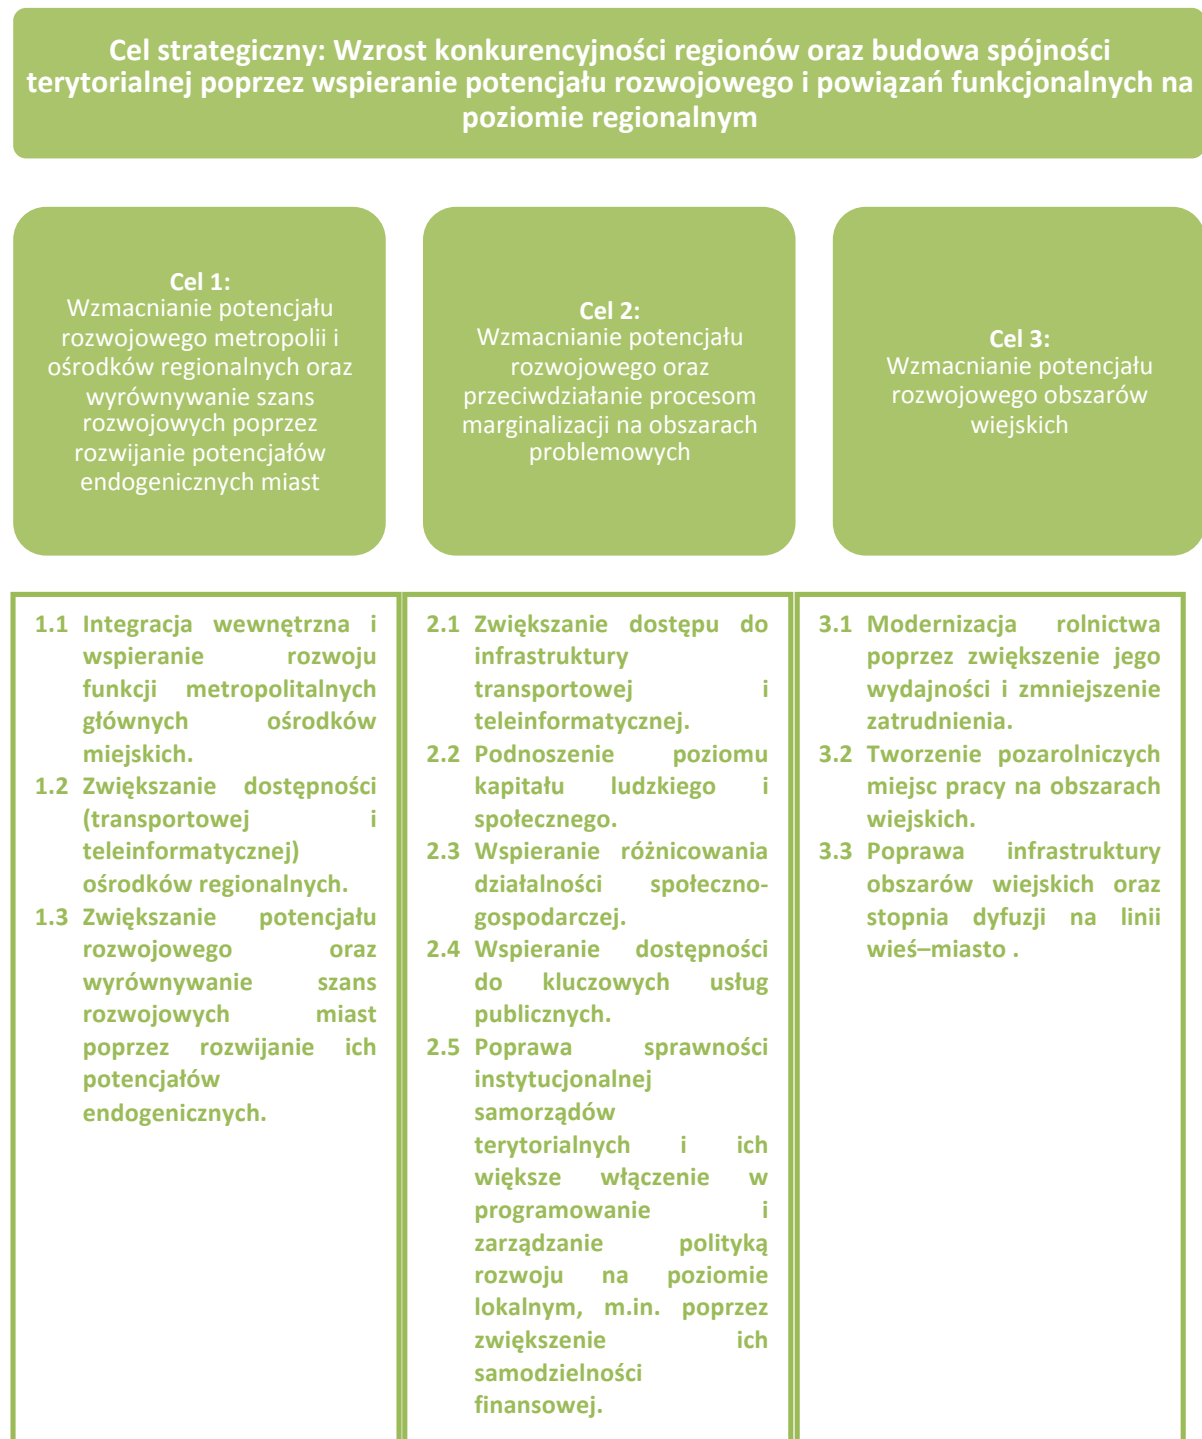 Cel strategiczny: Wzrost konkurencyjności regionów oraz budowa spójności
terytorialnej poprzez wspieranie potencjału rozwojowego i powiązań funkcjonalnych na
poziomie regionalnym
Cel 1:
Wzmacnianie potencjału
rozwojowego metropolii i
ośrodków regionalnych oraz
wyrównywanie szans
rozwojowych poprzez
rozwijanie potencjałów
endogenicznych miast
Cel 2:
Wzmacnianie potencjału
rozwojowego oraz
przeciwdziałanie procesom
marginalizacji na obszarach
problemowych
Cel 3:
Wzmacnianie potencjału
rozwojowego obszarów
wiejskich
1.1 Integracja wewnętrzna i
wspieranie rozwoju
funkcji metropolitalnych
głównych ośrodków
miejskich.
1.2 Zwiększanie dostępności
(transportowej i
teleinformatycznej)
ośrodków regionalnych.
1.3 Zwiększanie potencjału
rozwojowego oraz
wyrównywanie szans
rozwojowych miast
poprzez rozwijanie ich
potencjałów
endogenicznych.
2.1 Zwiększanie dostępu do
infrastruktury
transportowej i
teleinformatycznej.
2.2 Podnoszenie poziomu
kapitału ludzkiego i
społecznego.
2.3 Wspieranie różnicowania
działalności społeczno-
gospodarczej.
2.4 Wspieranie dostępności
do kluczowych usług
publicznych.
2.5 Poprawa sprawności
instytucjonalnej
samorządów
terytorialnych i ich
większe włączenie w
programowanie i
zarządzanie polityką
rozwoju na poziomie
lokalnym, m.in. poprzez
zwiększenie ich
samodzielności
finansowej.
3.1 Modernizacja rolnictwa
poprzez zwiększenie jego
wydajności i zmniejszenie
zatrudnienia.
3.2 Tworzenie pozarolniczych
miejsc pracy na obszarach
wiejskich.
3.3 Poprawa infrastruktury
obszarów wiejskich oraz
stopnia dyfuzji na linii
wieś–miasto .